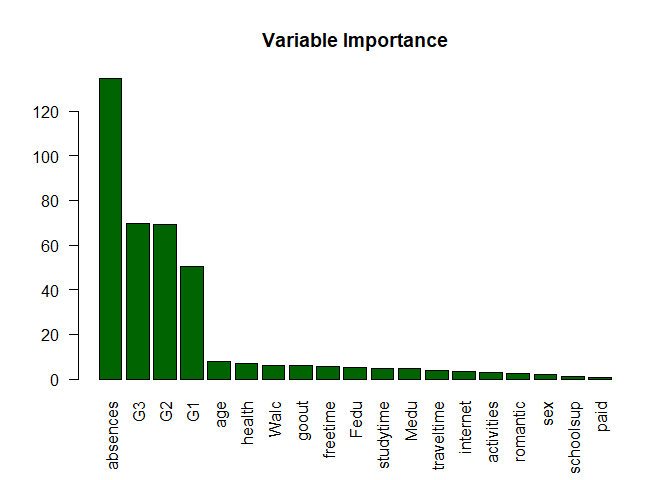 Variable Importance
120
100
80
60
40
20
0
absences
G3
G2
G1
age
health
Walc
goout
freetime
Fedu
studytime
Medu
traveltime
internet
activities
romantic
sex
schoolsup
paid